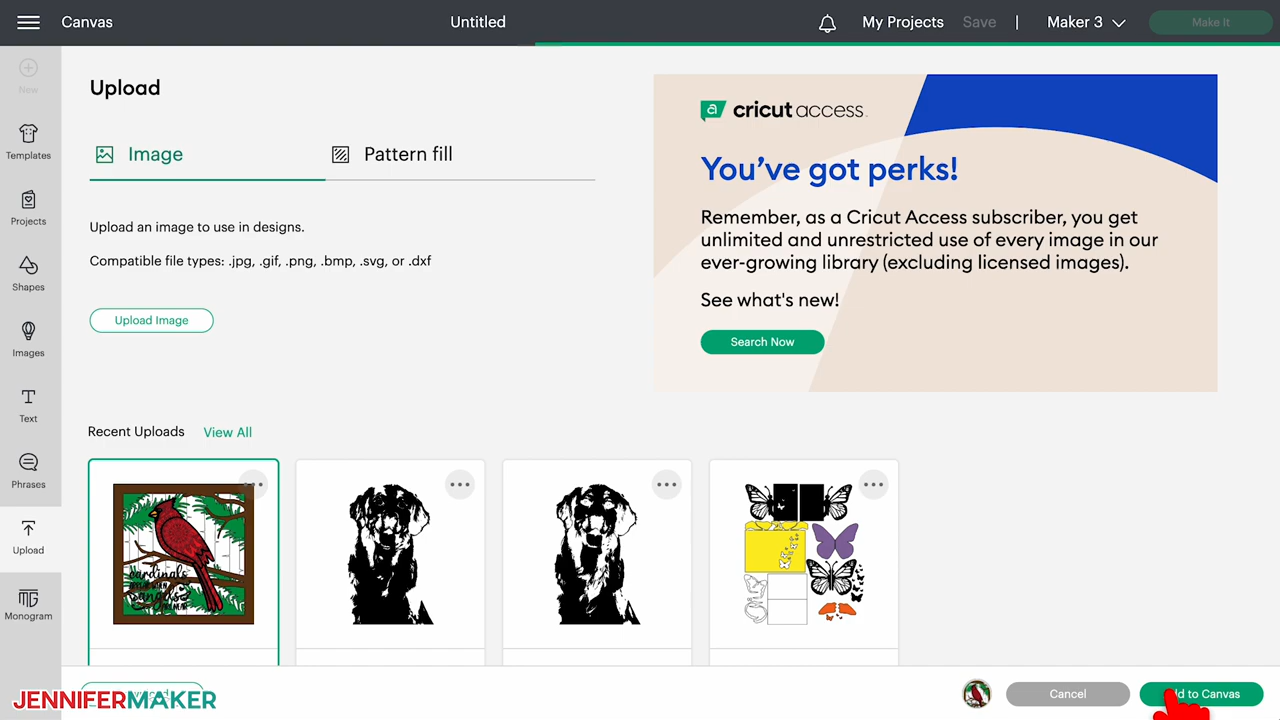 Canvas
Untitled
My Projects
Save
Maker 3
Make It
New
Templates
Projects
Shapes
Images
Text
Phrases
Upload
Monogram
Upload
Image
Pattern fill
Upload an image to use in designs.
Compatible file types: .jpg, .gif, .png, .bmp, .svg, or .dxf
Upload Image
cricut access
You've got perks!
Remember, as a Cricut Access subscriber, you get
unlimited and unrestricted use of every image in our
ever-growing library (excluding licensed images).
See what's new!
Search Now
Recent Uploads
View All
cardinals
JENNIFERMAKER
Cancel
to Canvas